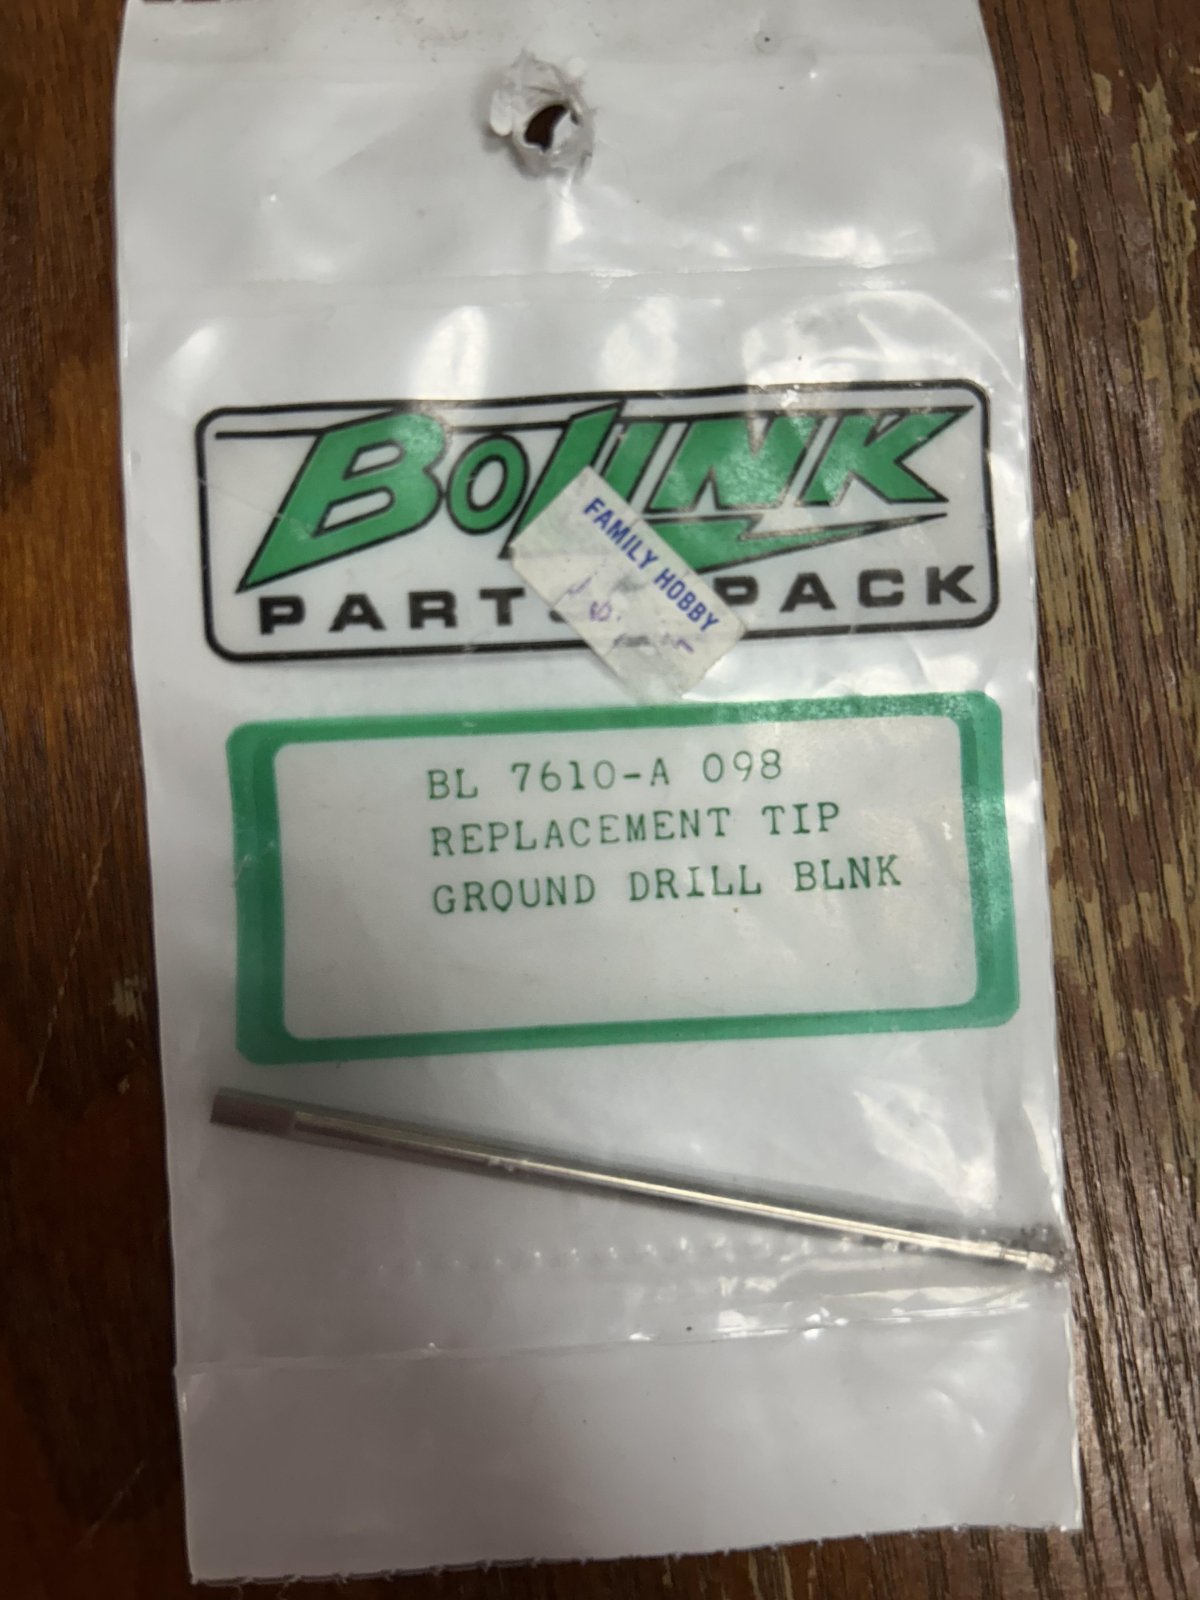 BoLINK
PARTS PACK
FAMILY HOBBY
BL 7610-A 098
REPLACEMENT TIP
GROUND DRILL BLNK